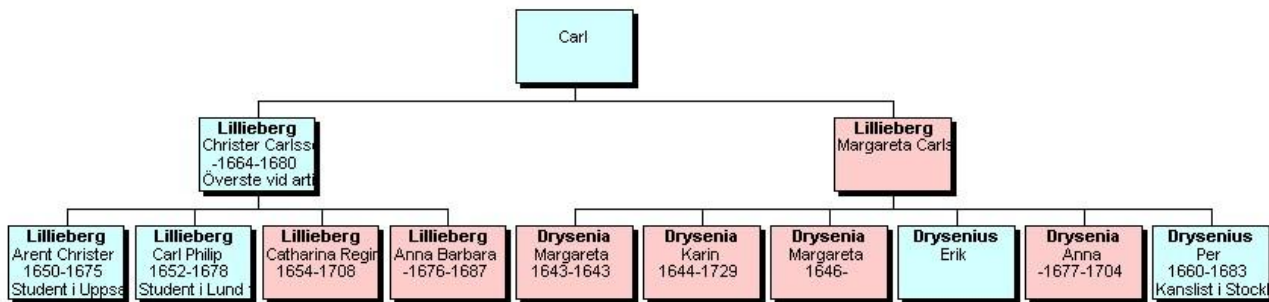 Carl
Lillieberg
Christer Carlsso
-1664-1680
Överste vid arti
Lillieberg
Margareta Carls
Lillieberg
Arent Christer
1650-1675
Student i Uppsa
Lillieberg
Carl Philip
1652-1678
Student i Lund
Lillieberg
Catharina Regin
1654-1708
Lillieberg
Anna Barbara
-1676-1687
Drysenia
Margareta
1643-1643
Drysenia
Karin
1644-1729
Drysenia
Margareta
1646-
Drysenius
Erik
Drysenia
Anna
-1677-1704
Drysenius
Per
1660-1683
Kanslist i Stockl